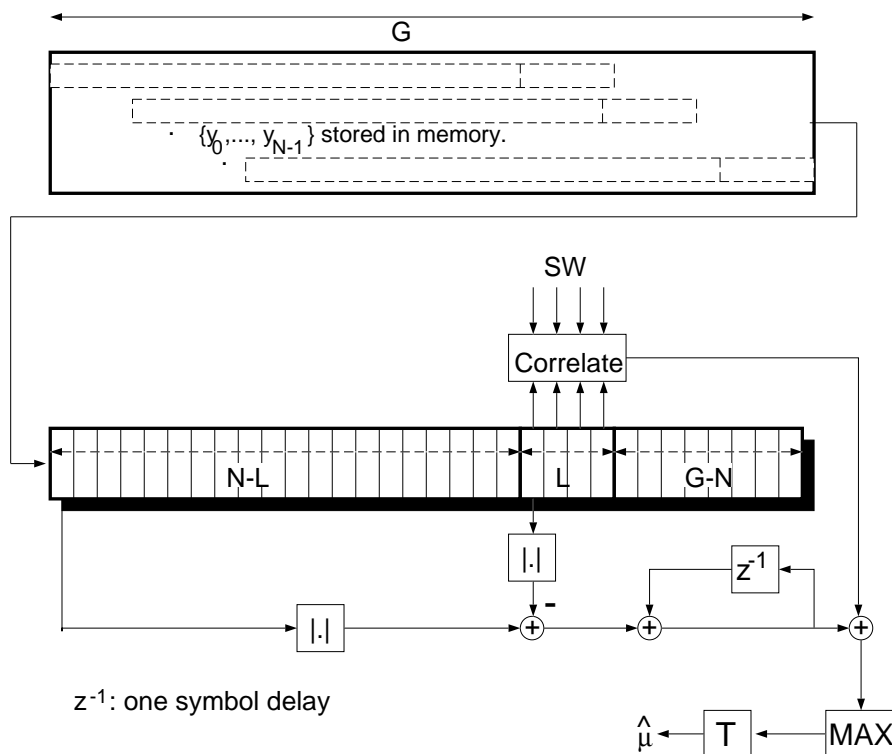 G
{y0,..., yN-1} stored in memory.
SW
Correlate
N-L
L
G-N
|.|
z-1
-
|.|
+
+
+
z-1: one symbol delay
μ̂
T
MAX